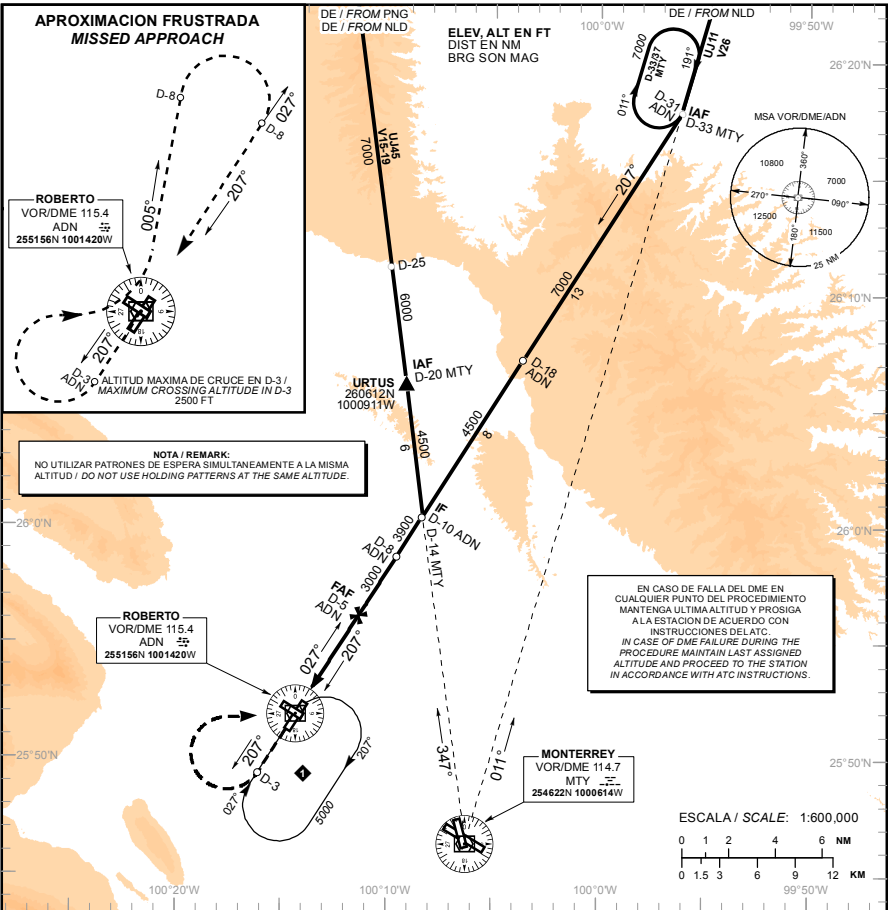 APROXIMACION FRUSTRADA
MISSED APPROACH
D-8
027°
D-8
005°
207°
ROBERTO
VOR/DME 115.4
ADN
255156N 1001420W
207°
D-3
ADN
ALTITUD MAXIMA DE CRUCE EN D-3 /
MAXIMUM CROSSING ALTITUDE IN D-3
2500 FT
DE / FROM PNG
DE / FROM NLD
ELEV, ALT EN FT
DIST EN NM
BRG SON MAG
100°0'W
DE / FROM NLD
99°50'W
UJ11
V26
191°
7000
D-33/37
MTY
011°
D-31
ADN
IAF
D-33 MTY
26°20'N
MSA VOR/DME/ADN
360°
10800
7000
270°
090°
12500
180°
11500
25 NM
UJ45
V15-19
7000
207°
D-25
7000
13
26°10'N
6000
IAF
D-20 MTY
URTUS
260612N
1000911W
D-18
ADN
4500
6
4500
8
NOTA / REMARK:
NO UTILIZAR PATRONES DE ESPERA SIMULTANEAMENTE A LA MISMA
ALTITUD / DO NOT USE HOLDING PATTERNS AT THE SAME ALTITUDE.
26°0'N
26°0'N
IF
D-10 ADN
D-14 MTY
3900
D-8
ADN
3000
FAF
D-5
ADN
027°
207°
EN CASO DE FALLA DEL DME EN
CUALQUIER PUNTO DEL PROCEDIMIENTO
MANTENGA ULTIMA ALTITUD Y PROSIGA
A LA ESTACION DE ACUERDO CON
INSTRUCCIONES DEL ATC.
IN CASE OF DME FAILURE DURING THE
PROCEDURE MAINTAIN LAST ASSIGNED
ALTITUDE AND PROCEED TO THE STATION
IN ACCORDANCE WITH ATC INSTRUCTIONS.
ROBERTO
VOR/DME 115.4
ADN
255156N 1001420W
207°
D-3
027°
1
207°
5000
25°50'N
25°50'N
347°
011°
MONTERREY
VOR/DME 114.7
MTY
254622N 1000614W
ESCALA / SCALE: 1:600,000
0 1 2 4 6 NM
0 1.5 3 6 9 12 KM
100°20'W
100°10'W
100°0'W
99°50'W